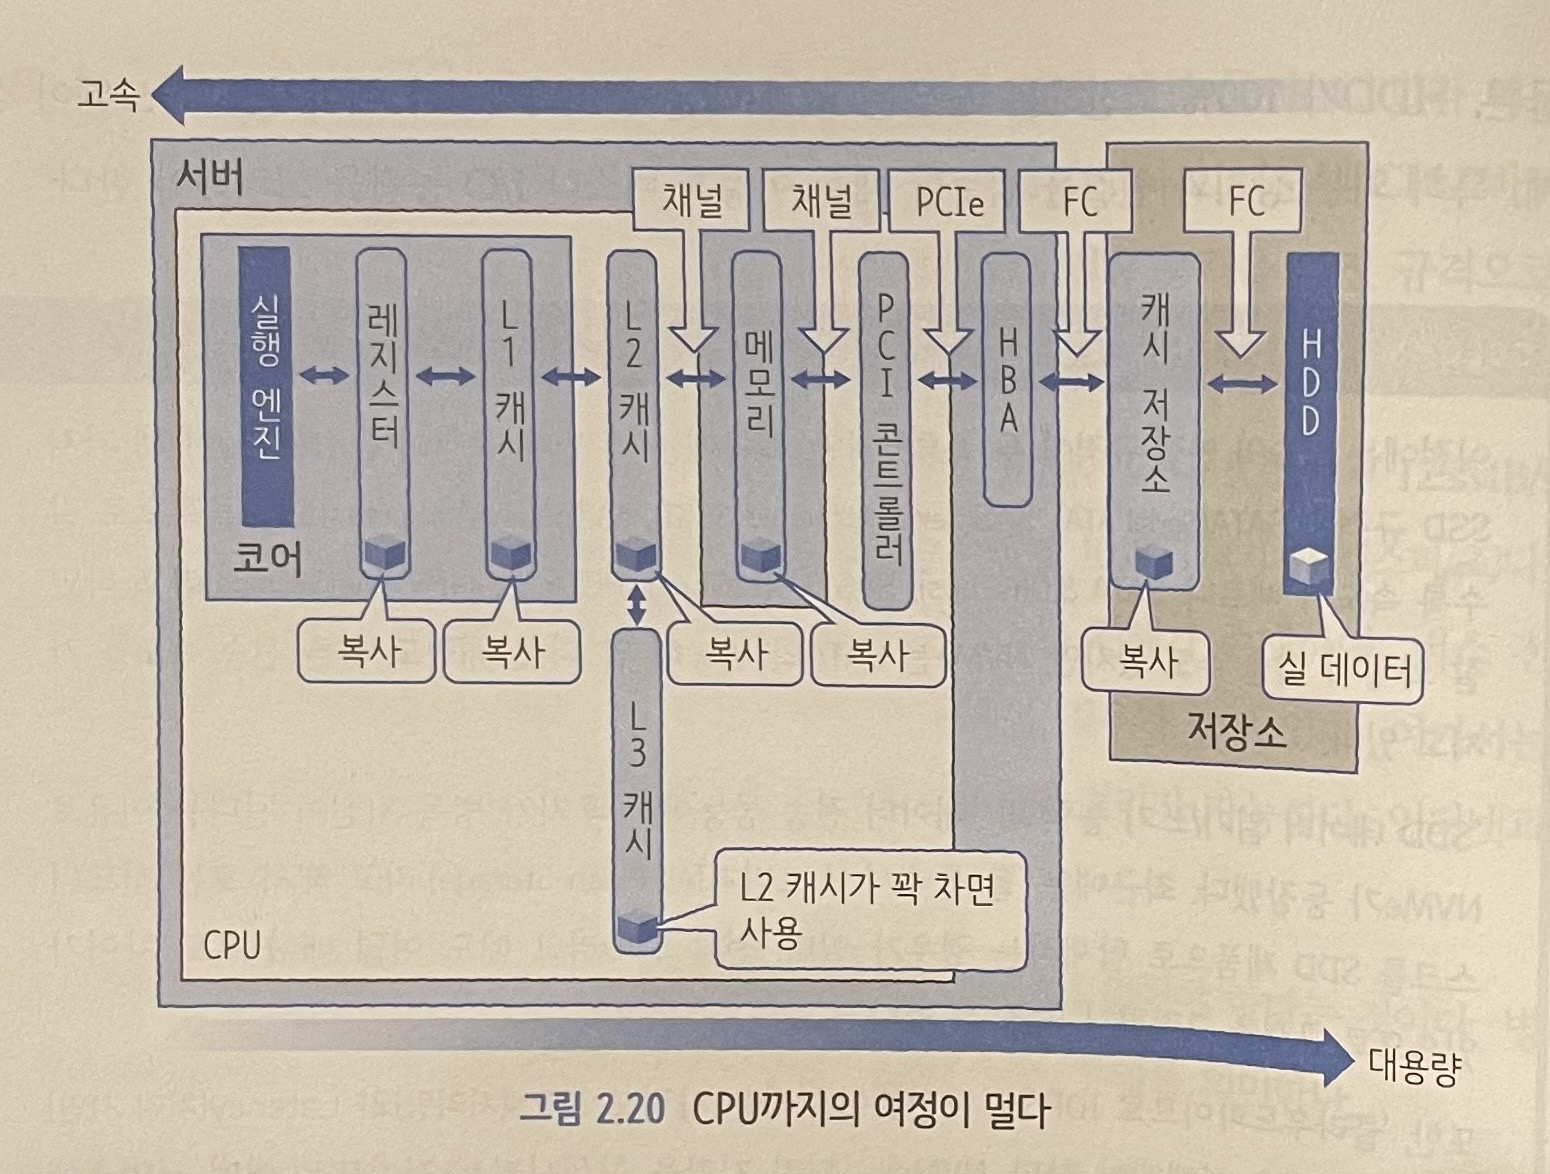 고속
서버
채널
채널
PCIe
FC
FC
실행 엔진
레지스터
L1 캐시
L2 캐시
메모리
PCI 콘트롤러
HBA
캐시 저장소
HDD
코어
복사
복사
복사
복사
복사
실 데이터
저장소
L3 캐시
L2 캐시가 꽉 차면
사용
CPU
대용량
그림 2.20 CPU까지의 여정이 멀다